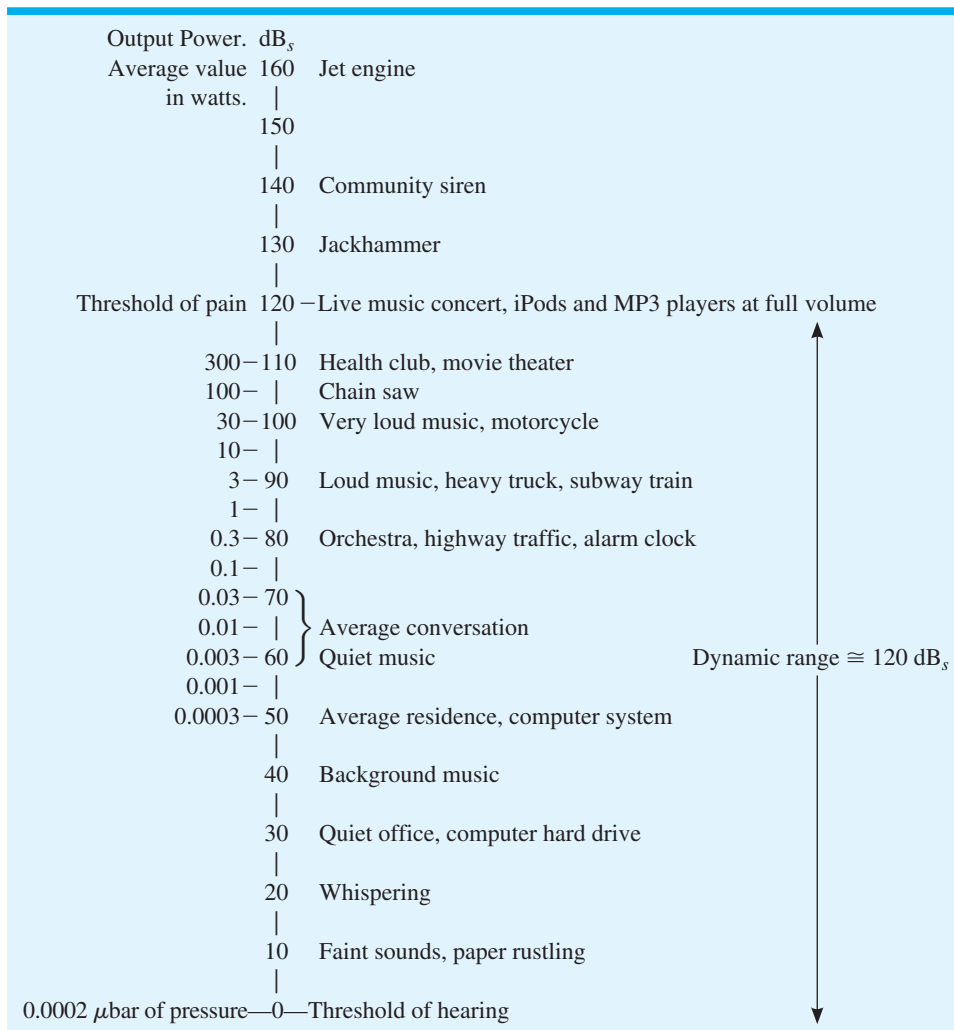 Output Power. dBs
Average value 160 Jet engine
in watts. |
150
|
140 Community siren
|
130 Jackhammer
|
Threshold of pain 120 – Live music concert, iPods and MP3 players at full volume
|
300 – 110 Health club, movie theater
100 – | Chain saw
30 – 100 Very loud music, motorcycle
10 – |
3 – 90 Loud music, heavy truck, subway train
1 – |
0.3 – 80 Orchestra, highway traffic, alarm clock
0.1 – |
0.03 – 70
0.01 – | Average conversation
0.003 – 60 Quiet music Dynamic range ≅ 120 dBs
0.001 – |
0.0003 – 50 Average residence, computer system
|
40 Background music
|
30 Quiet office, computer hard drive
|
20 Whispering
|
10 Faint sounds, paper rustling
|
0.0002 μbar of pressure—0—Threshold of hearing